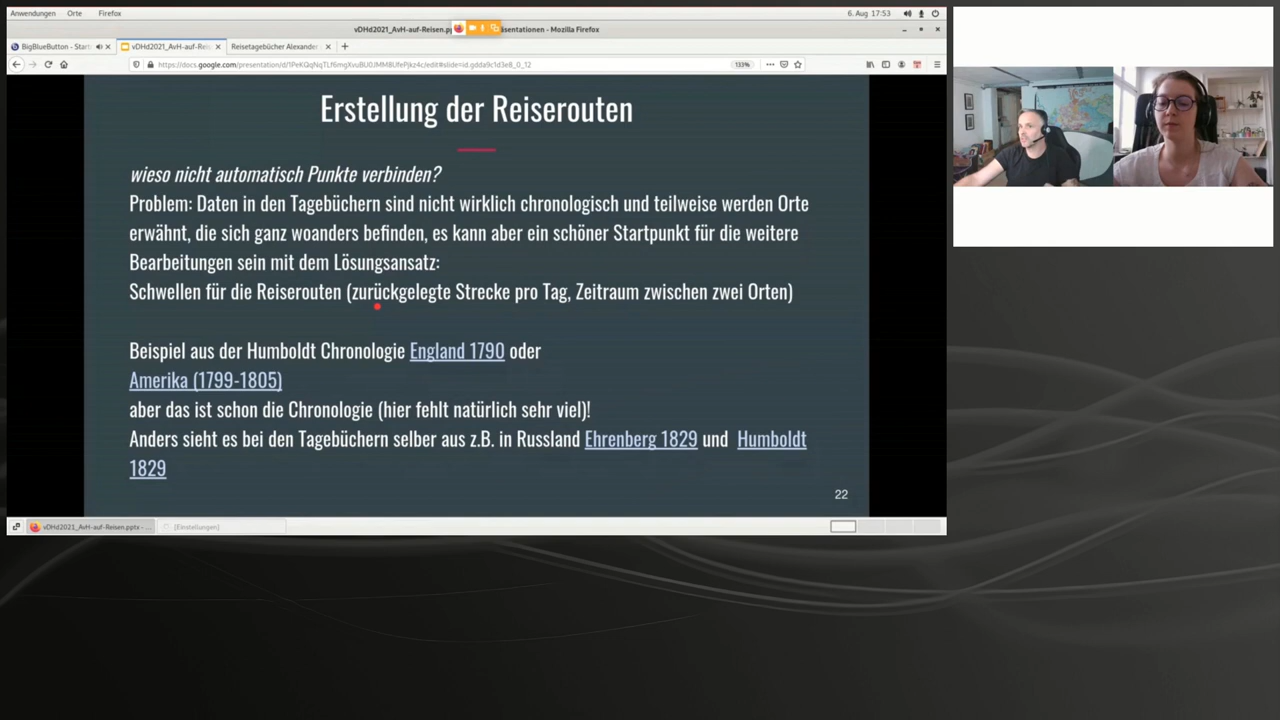 Anwendungen Orte Firefox 6. Aug 17:53
vDHd2021_AvH-auf-Reisen.pp äsentationen - Mozilla Firefox
BigBlueButton - Start vDHd2021_AvH-auf-Reis Reisetagebücher Alexander
133%
Erstellung der Reiserouten
wieso nicht automatisch Punkte verbinden?
Problem: Daten in den Tagebüchern sind nicht wirklich chronologisch und teilweise werden Orte
erwähnt, die sich ganz woanders befinden, es kann aber ein schöner Startpunkt für die weitere
Bearbeitungen sein mit dem Lösungsansatz:
Schwellen für die Reiserouten (zurückgelegte Strecke pro Tag, Zeitraum zwischen zwei Orten)
Beispiel aus der Humboldt Chronologie England 1790 oder
Amerika (1799-1805)
aber das ist schon die Chronologie (hier fehlt natürlich sehr viel)!
Anders sieht es bei den Tagebüchern selber aus z.B. in Russland Ehrenberg 1829 und Humboldt
1829
22
vDHd2021_AvH-auf-Reisen.pptx - ... [Einstellungen]